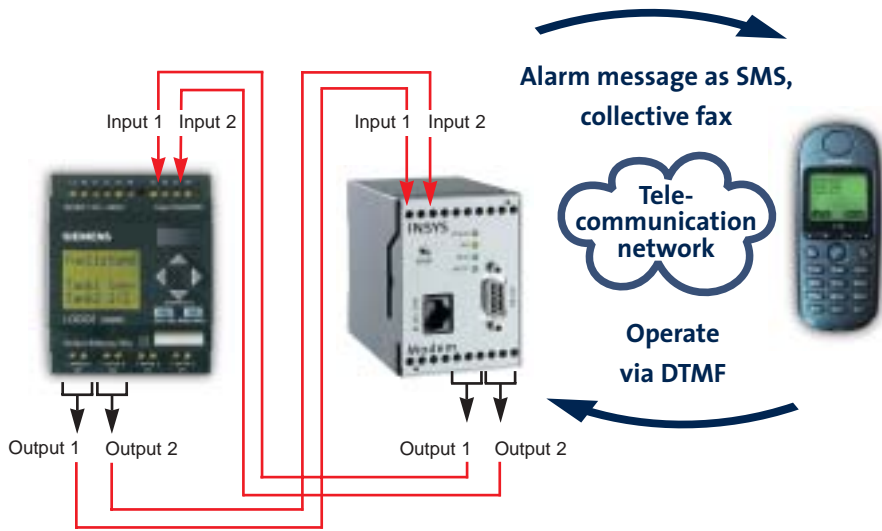 Alarm message as SMS,
collective fax
Input 1 Input 2
Input 1 Input 2
SIEMENS
INSYS
Tele-
communication
network
Modem
Operate
via DTMF
Output 1 Output 2
Output 1 Output 2